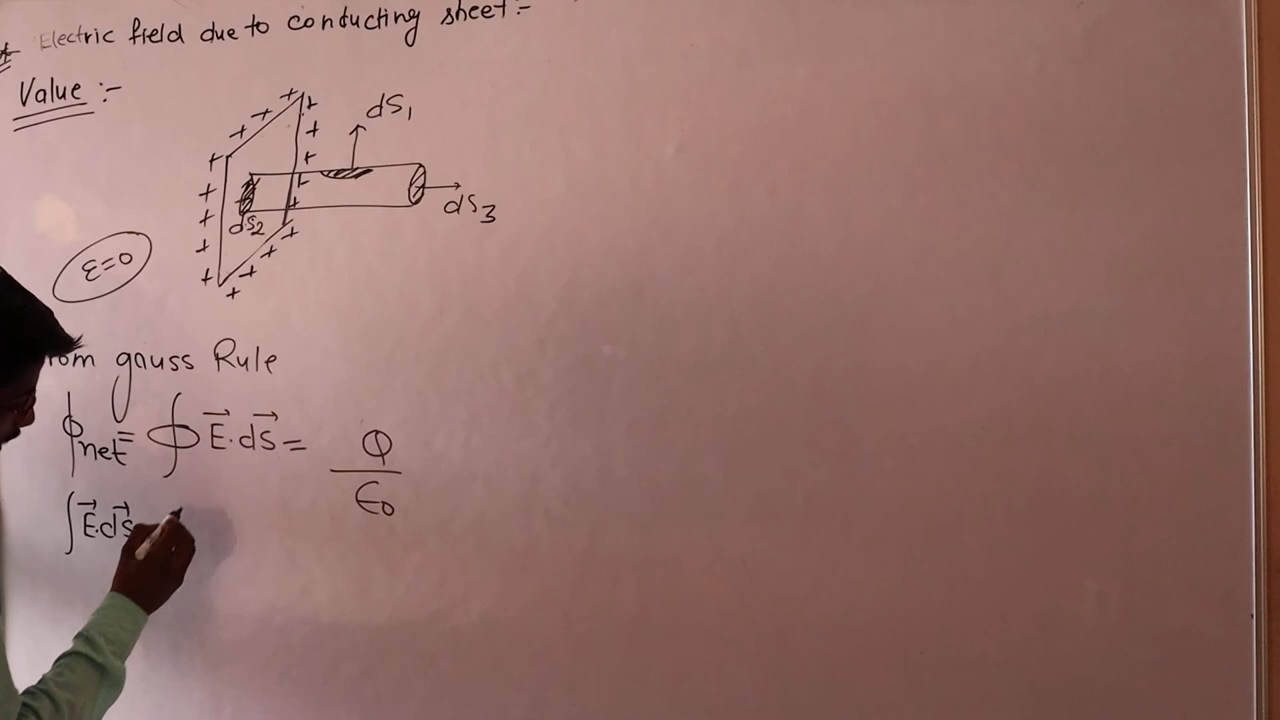 * Electric field due to conducting sheet :-
Value :-
dS₁
dS₂
dS₃
ε=0
rom gauss Rule
ϕnet = ∮ E⃗.dS⃗ = Q/ϵ₀
∫E⃗.dS⃗